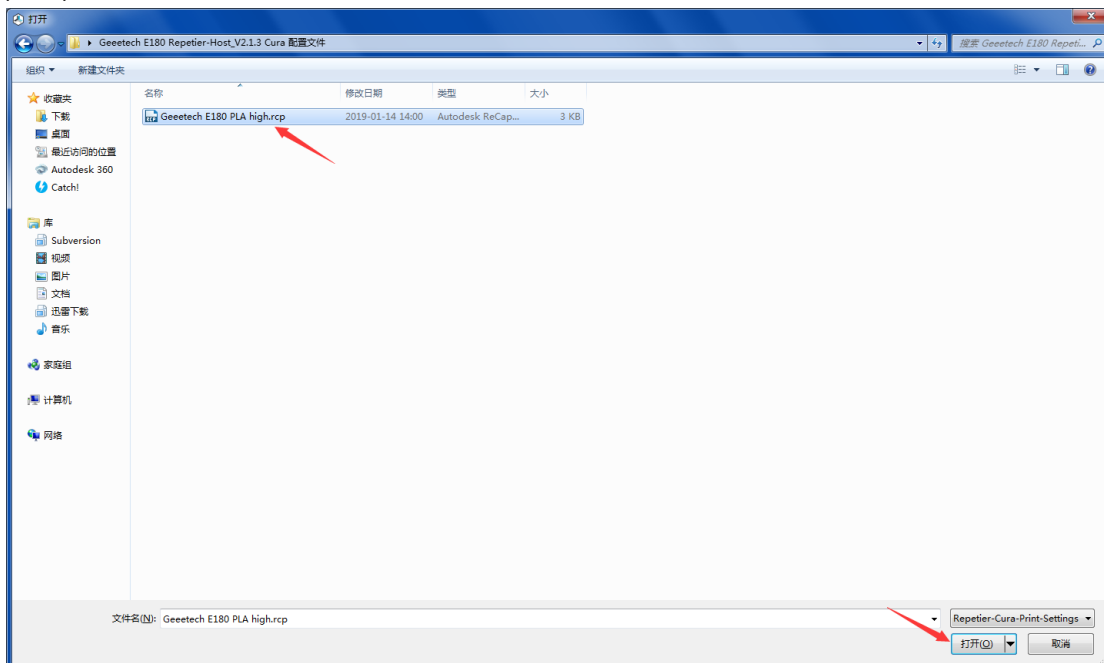 打开
Geeetech E180 Repetier-Host_V2.1.3 Cura 配置文件
搜索 Geeetech E180 Repeti...
组织
新建文件夹
收藏夹
下载
桌面
最近访问的位置
Autodesk 360
Catch!
库
Subversion
视频
图片
文档
迅雷下载
音乐
家庭组
计算机
网络
名称 修改日期 类型 大小
Geeetech E180 PLA high.rcp 2019-01-14 14:00 Autodesk ReCap... 3 KB
文件名(N): Geeetech E180 PLA high.rcp
Repetier-Cura-Print-Settings
打开(O) 取消